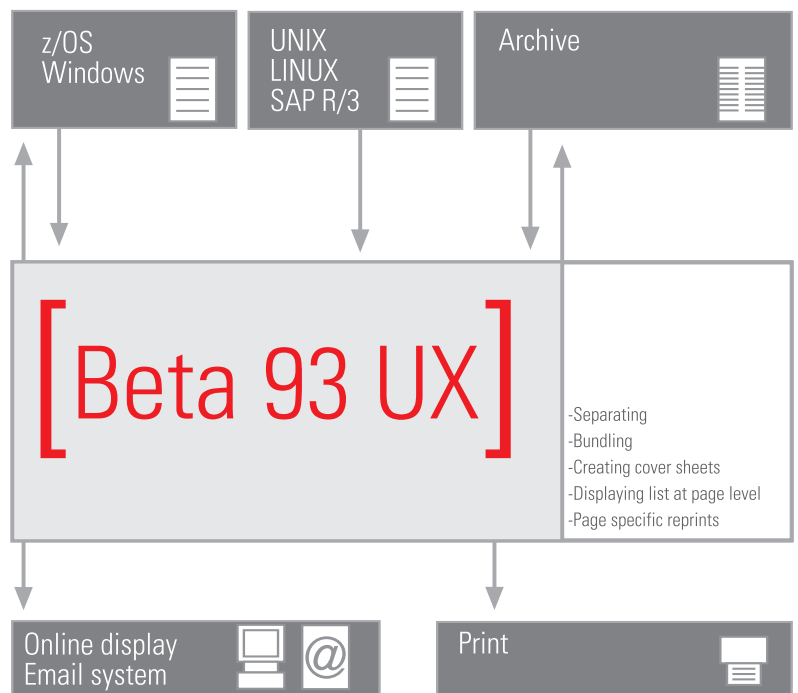 z/OS
Windows
UNIX
LINUX
SAP R/3
Archive
[Beta 93 UX]
-Separating
-Bundling
-Creating cover sheets
-Displaying list at page level
-Page specific reprints
Online display
Email system
@
Print